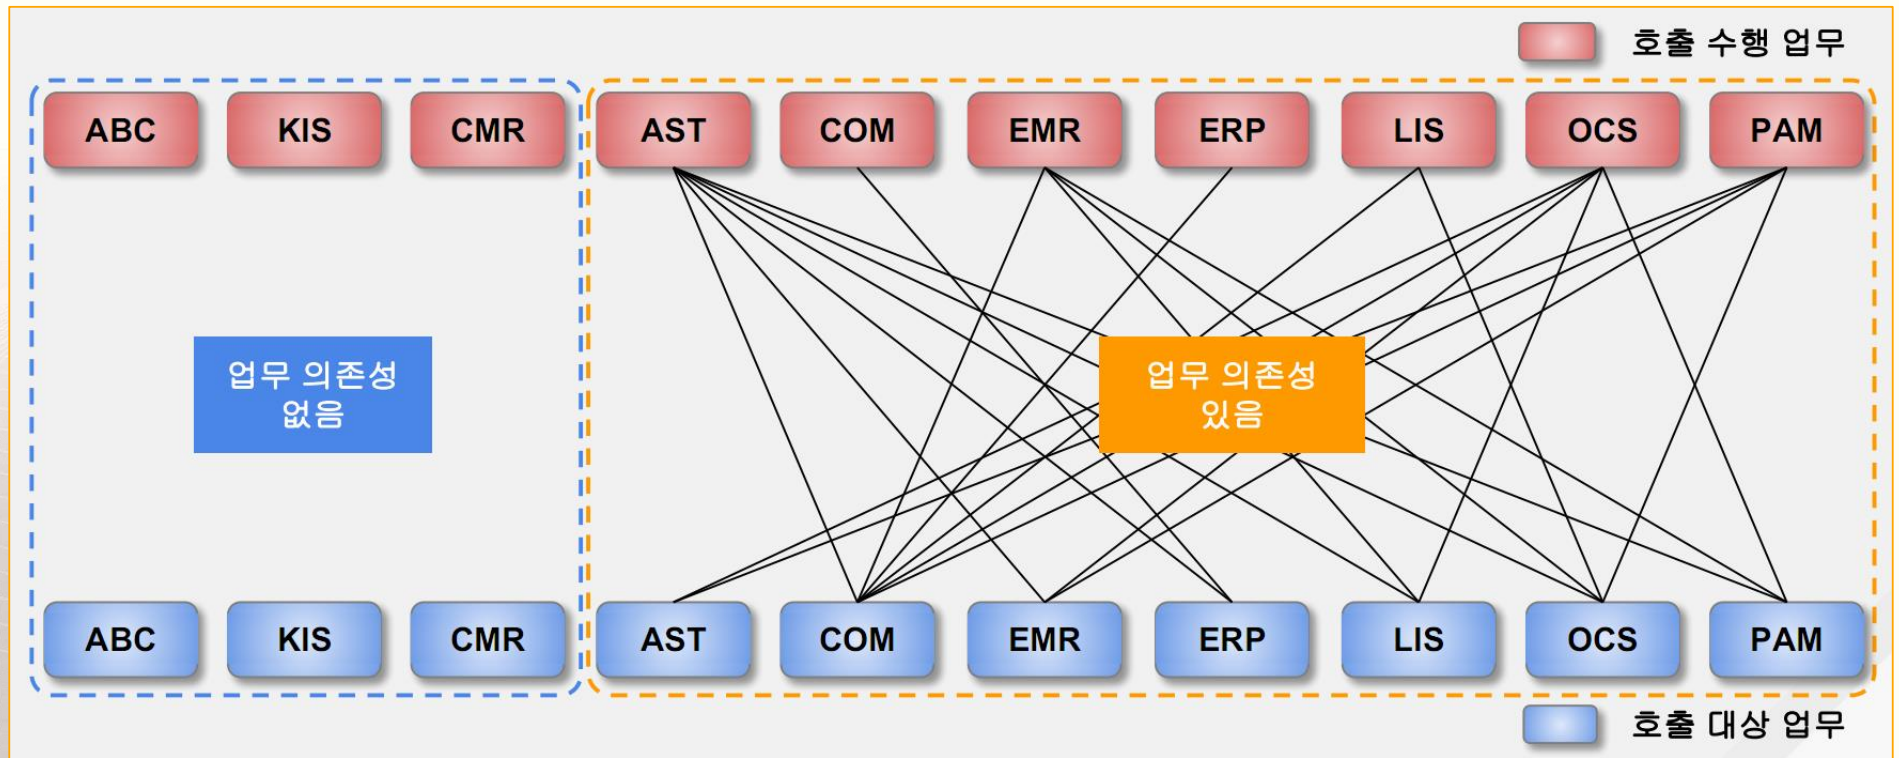 호출 수행 업무
ABC KIS CMR AST COM EMR ERP LIS OCS PAM
업무 의존성
없음
업무 의존성
있음
ABC KIS CMR AST COM EMR ERP LIS OCS PAM
호출 대상 업무